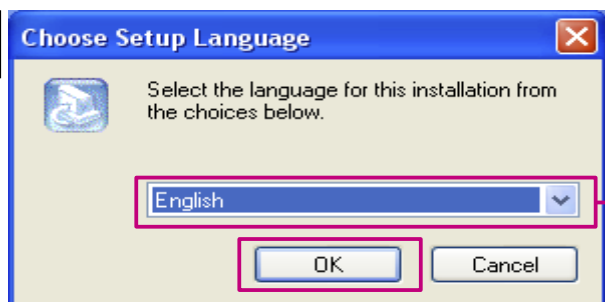 Choose Setup Language
Select the language for this installation from
the choices below.
English
OK
Cancel